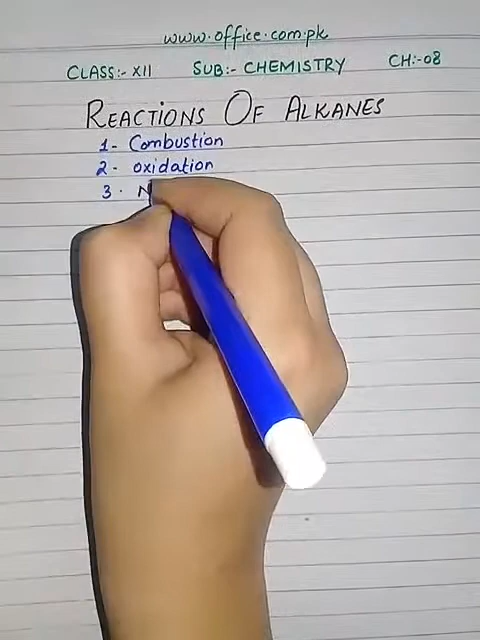 www.office.com.pk
CLASS:- XII SUB:- CHEMISTRY CH:-08
REACTIONS OF ALKANES
1- Combustion
2- oxidation
3. N